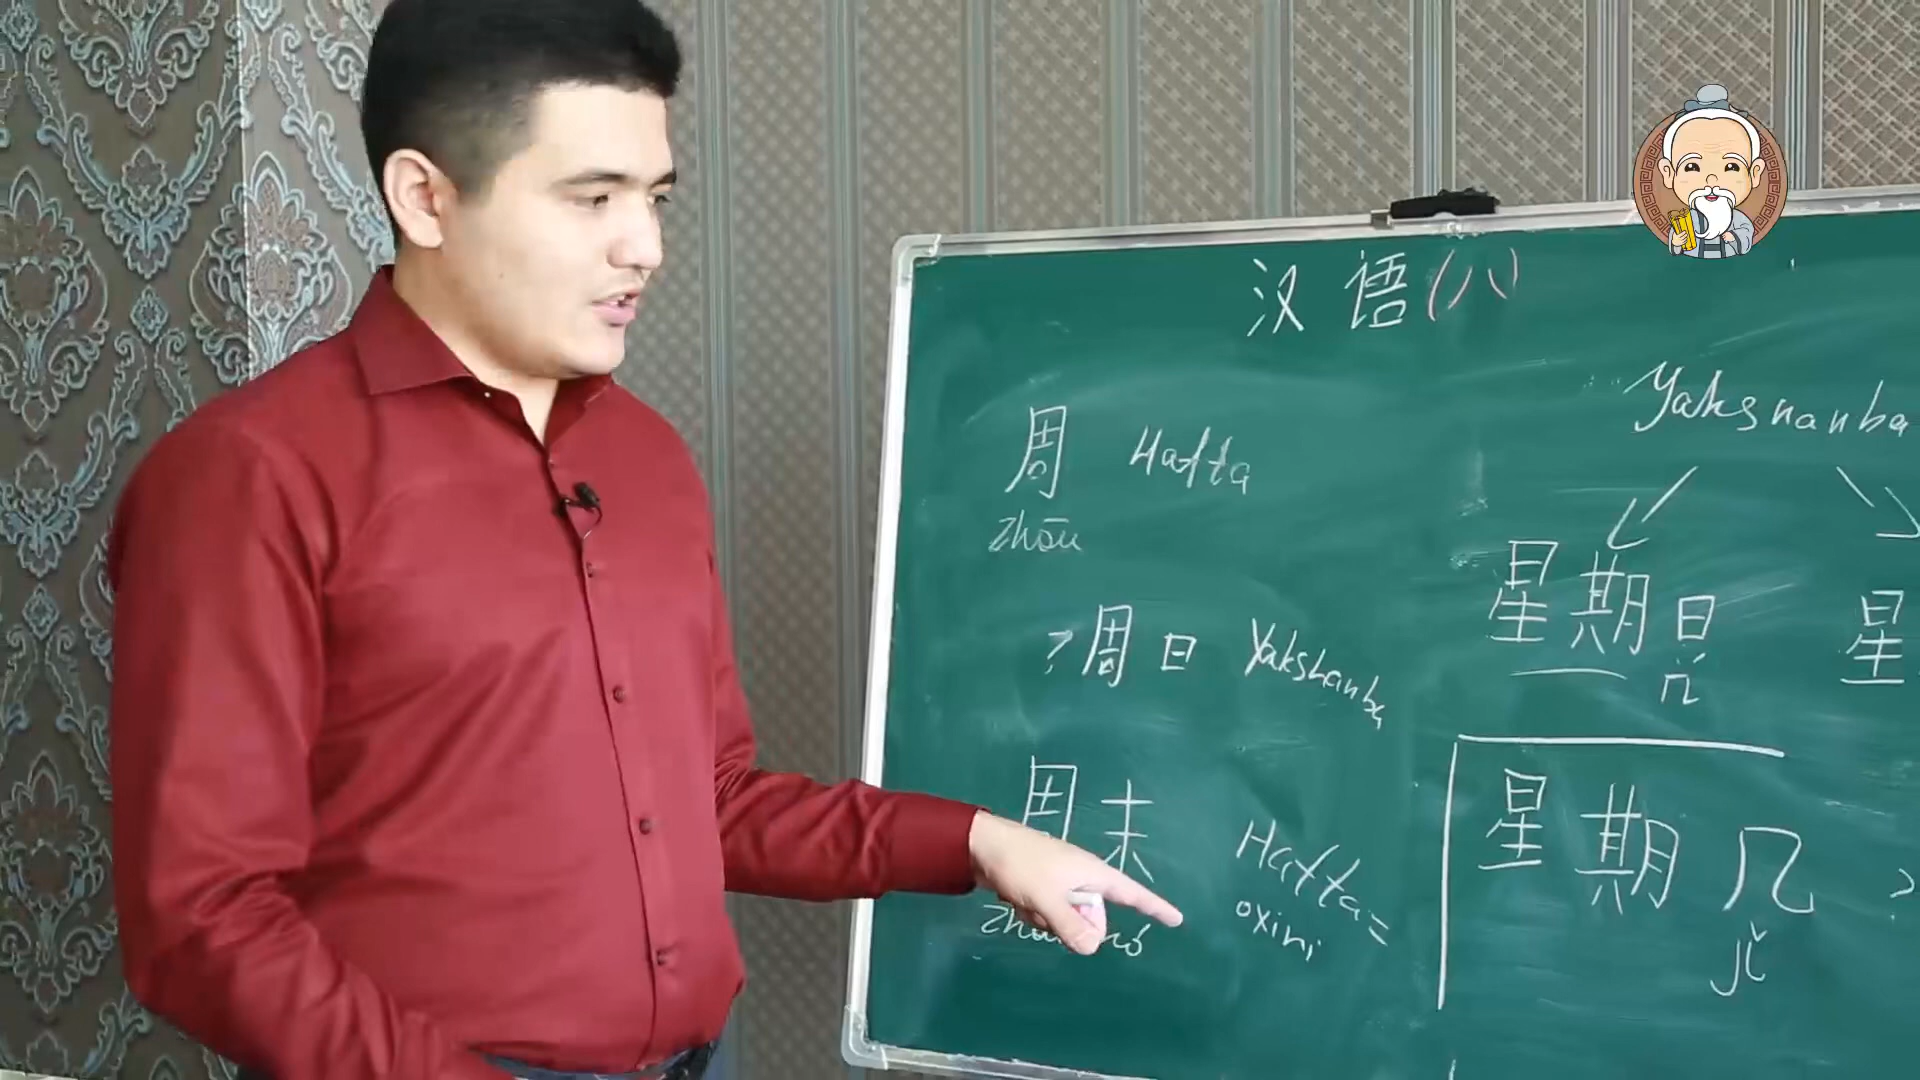 汉语(八)
周 Hafta
zhōu
?周日 Yakshanba
周末 Hafta=
oxiri
Yakshanba
星期日
rì
星
星期几?
jǐ